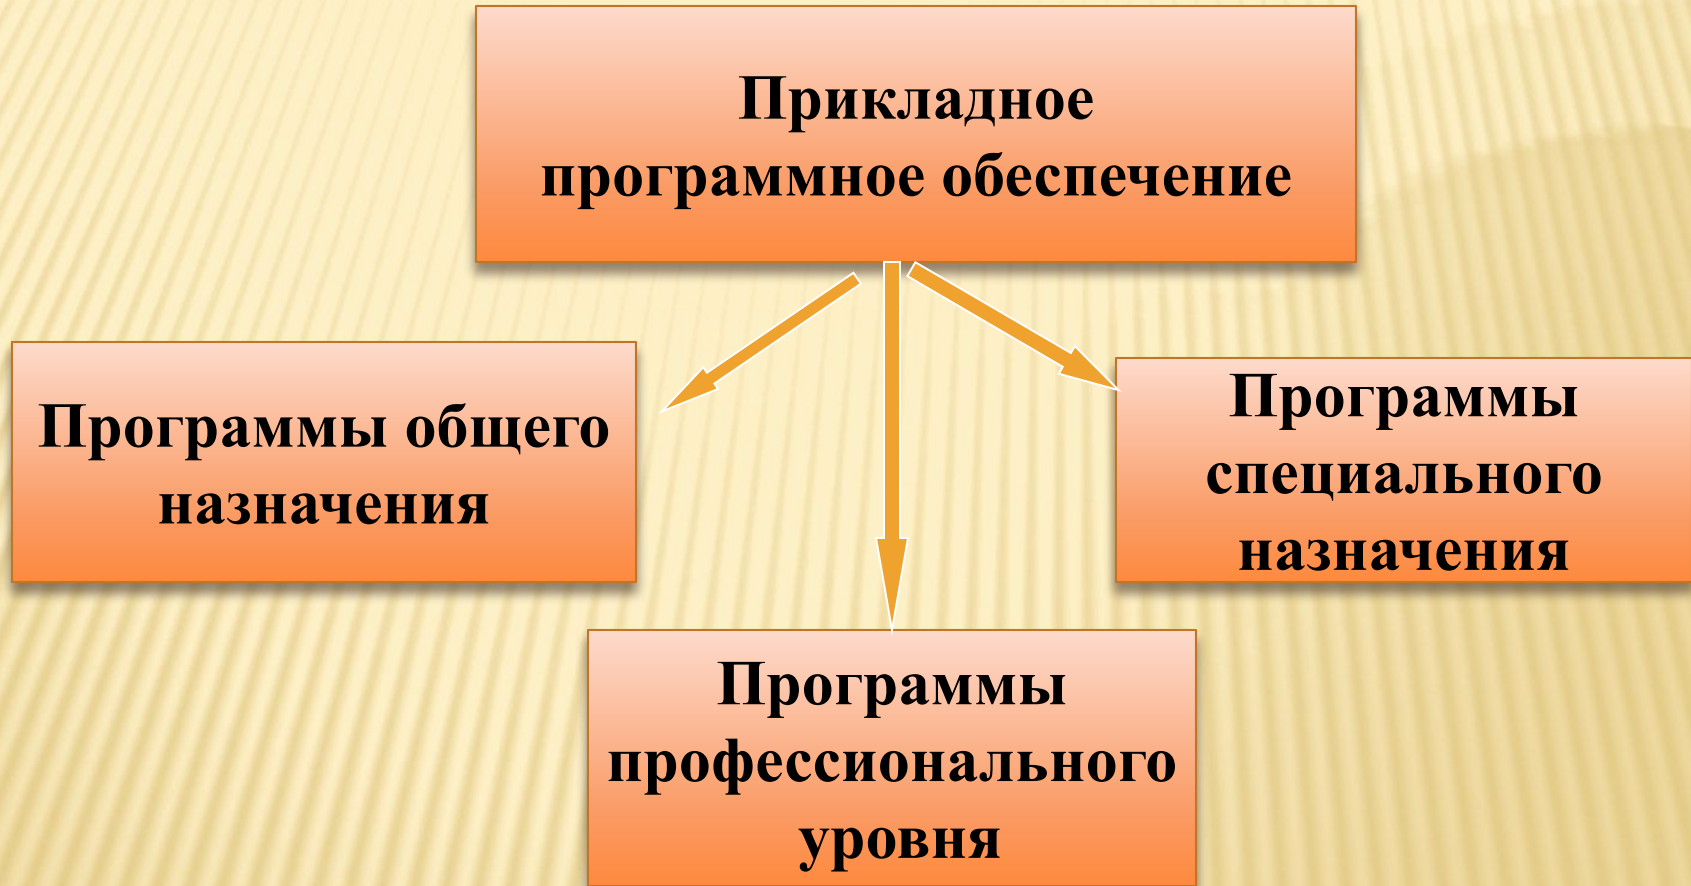 Прикладное
программное обеспечение
Программы общего
назначения
Программы
специального
назначения
Программы
профессионального
уровня